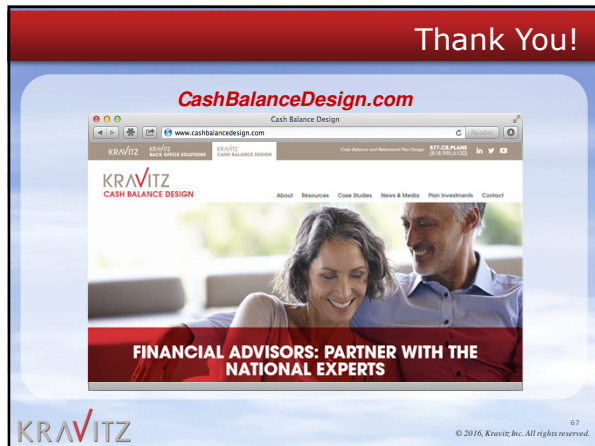 Thank You!
CashBalanceDesign.com
Cash Balance Design
www.cashbalancedesign.com
Reader
KRAVITZ
KRAVITZ
BACK OFFICE SOLUTIONS
KRAVITZ
CASH BALANCE DESIGN
Cash Balance and Retirement Plan Design
877.CB.PLANS
(818.995.6100)
in
KRAVITZ
CASH BALANCE DESIGN
About Resources Case Studies News & Media Plan Investments Contact
FINANCIAL ADVISORS: PARTNER WITH THE
NATIONAL EXPERTS
KRAVITZ
67
© 2016, Kravitz Inc. All rights reserved.